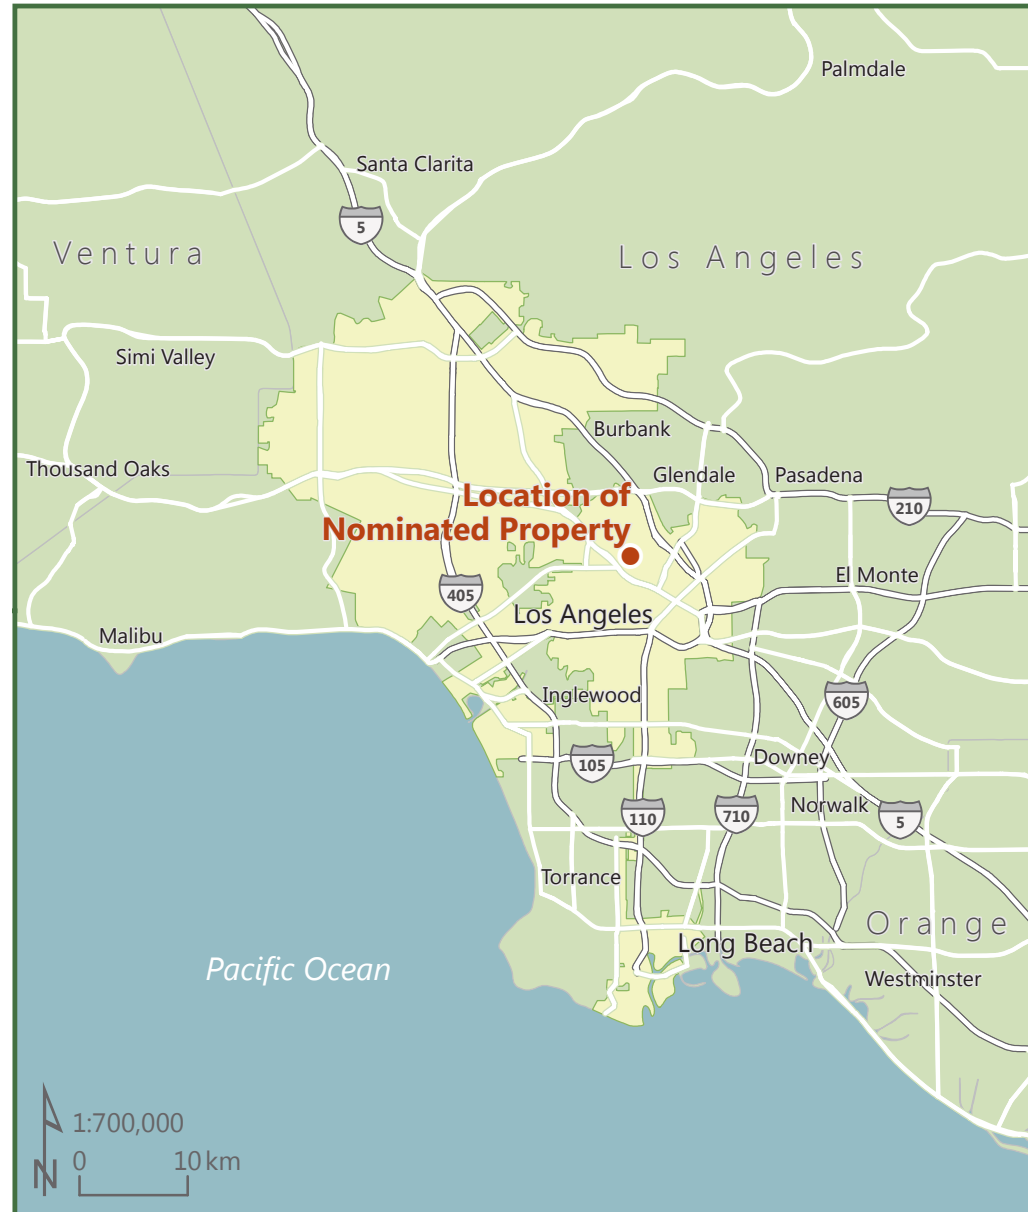 Palmdale
Santa Clarita
5
Ventura
Los Angeles
Simi Valley
Burbank
Thousand Oaks
Glendale
Pasadena
Location of
Nominated Property
210
El Monte
405
Los Angeles
Malibu
Inglewood
605
Downey
105
Norwalk
110
710
5
Torrance
Orange
Long Beach
Pacific Ocean
Westminster
N
1:700,000
0 10 km